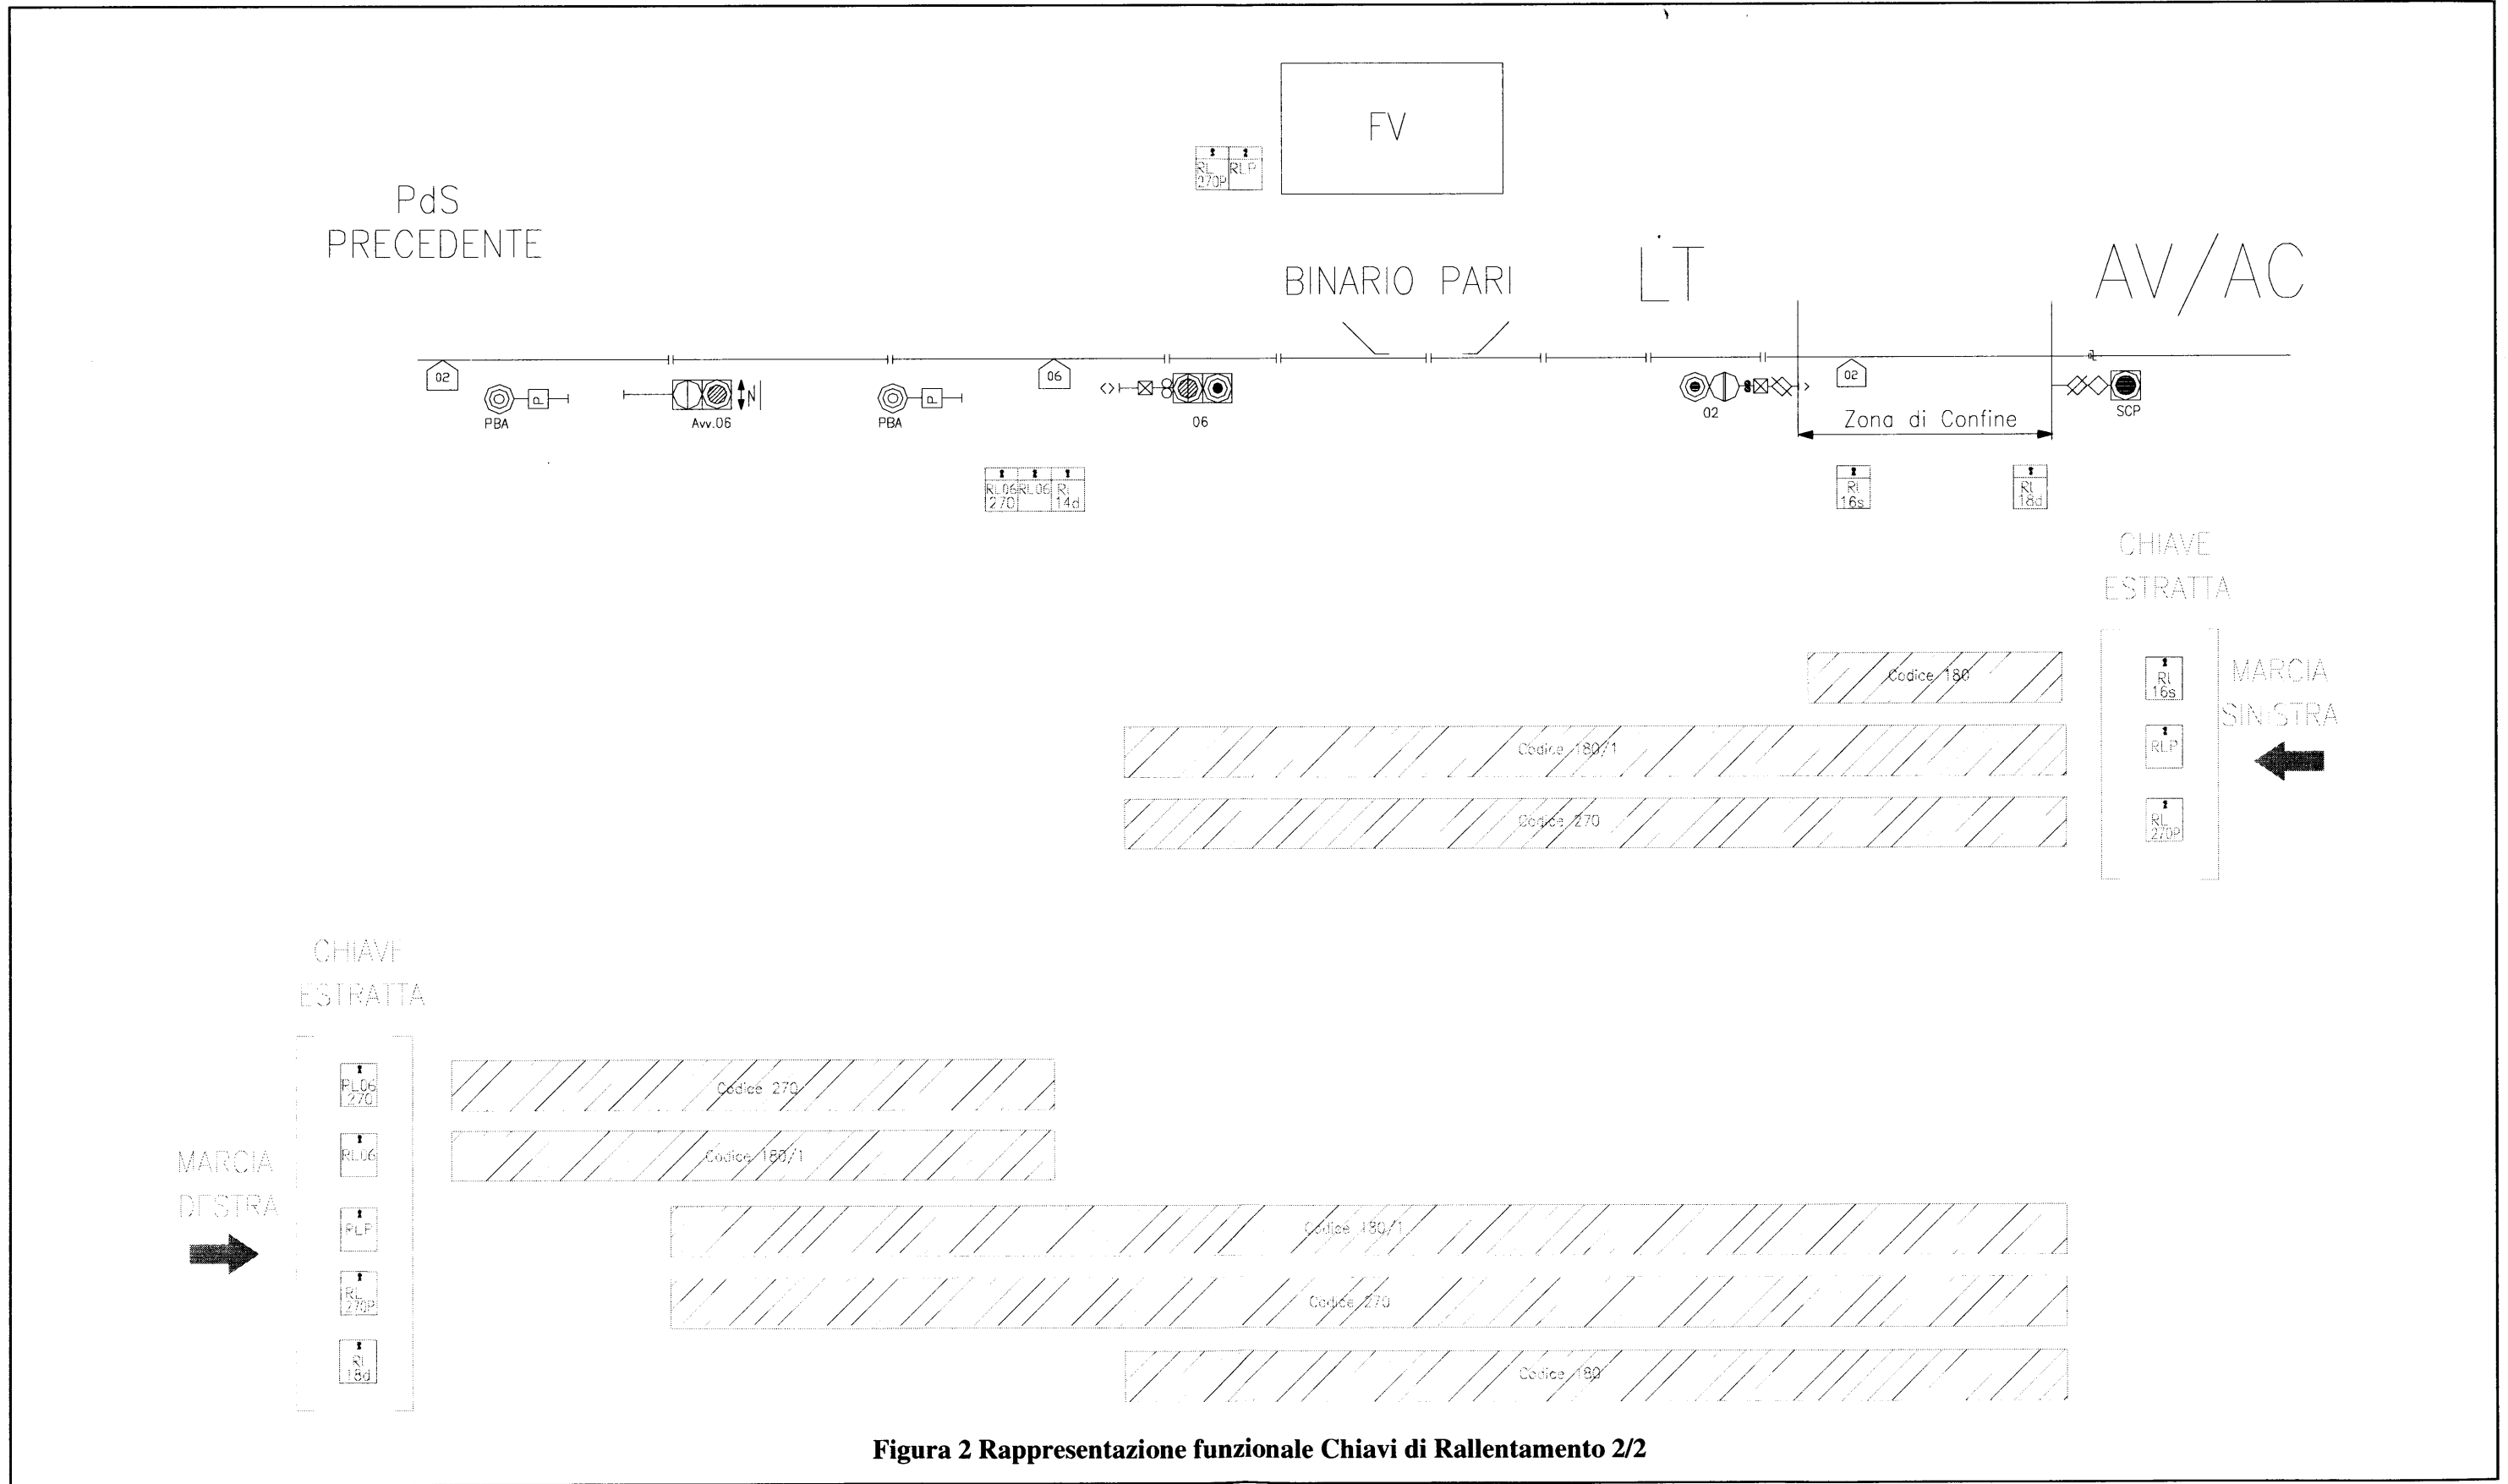 FV
RL RLP
270P
PdS
PRECEDENTE
BINARIO PARI
LT
AV/AC
02
06
02
P
P
N
PBA
Avv.06
PBA
06
02
SCP
Zona di Confine
RL06 RL06 RI
270 14d
RI
16s
RI
18d
CHIAVE
ESTRATTA
Codice 180
RI
16s
MARCIA
SINISTRA
Codice 180/1
RLP
Codice 270
RL
270P
CHIAVE
ESTRATTA
RL06
270
Codice 270
RL06
Codice 180/1
MARCIA
DESTRA
RLP
Codice 180/1
RL
270P
Codice 270
RI
18d
Codice 180
Figura 2 Rappresentazione funzionale Chiavi di Rallentamento 2/2